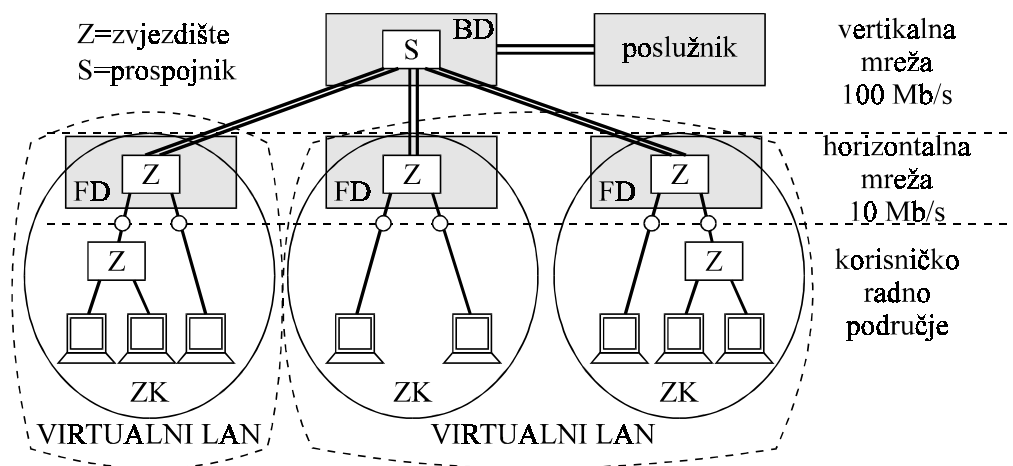 Z=zvjezdište
S=prospojnik
BD
S
poslužnik
vertikalna
mreža
100 Mb/s
FD
Z
FD
Z
FD
Z
horizontalna
mreža
10 Mb/s
Z
Z
korisničko
radno
područje
ZK
ZK
ZK
VIRTUALNI LAN
VIRTUALNI LAN